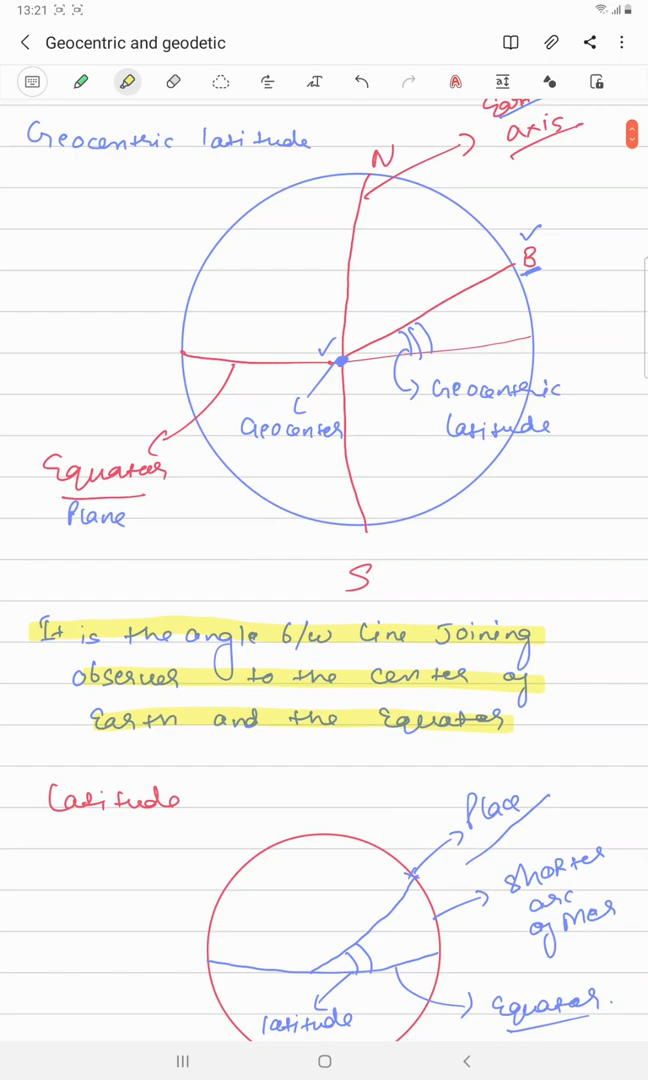 13:21
Geocentric and geodetic
Geocentric latitude
axis
N
B
Geocentric
latitude
Geocenter
Equator
Plane
S
It is the angle b/w line Joining
observer to the center of
Earth and the Equator
Latitude
Place
Shorter
arc
of Mer
latitude
Equator.